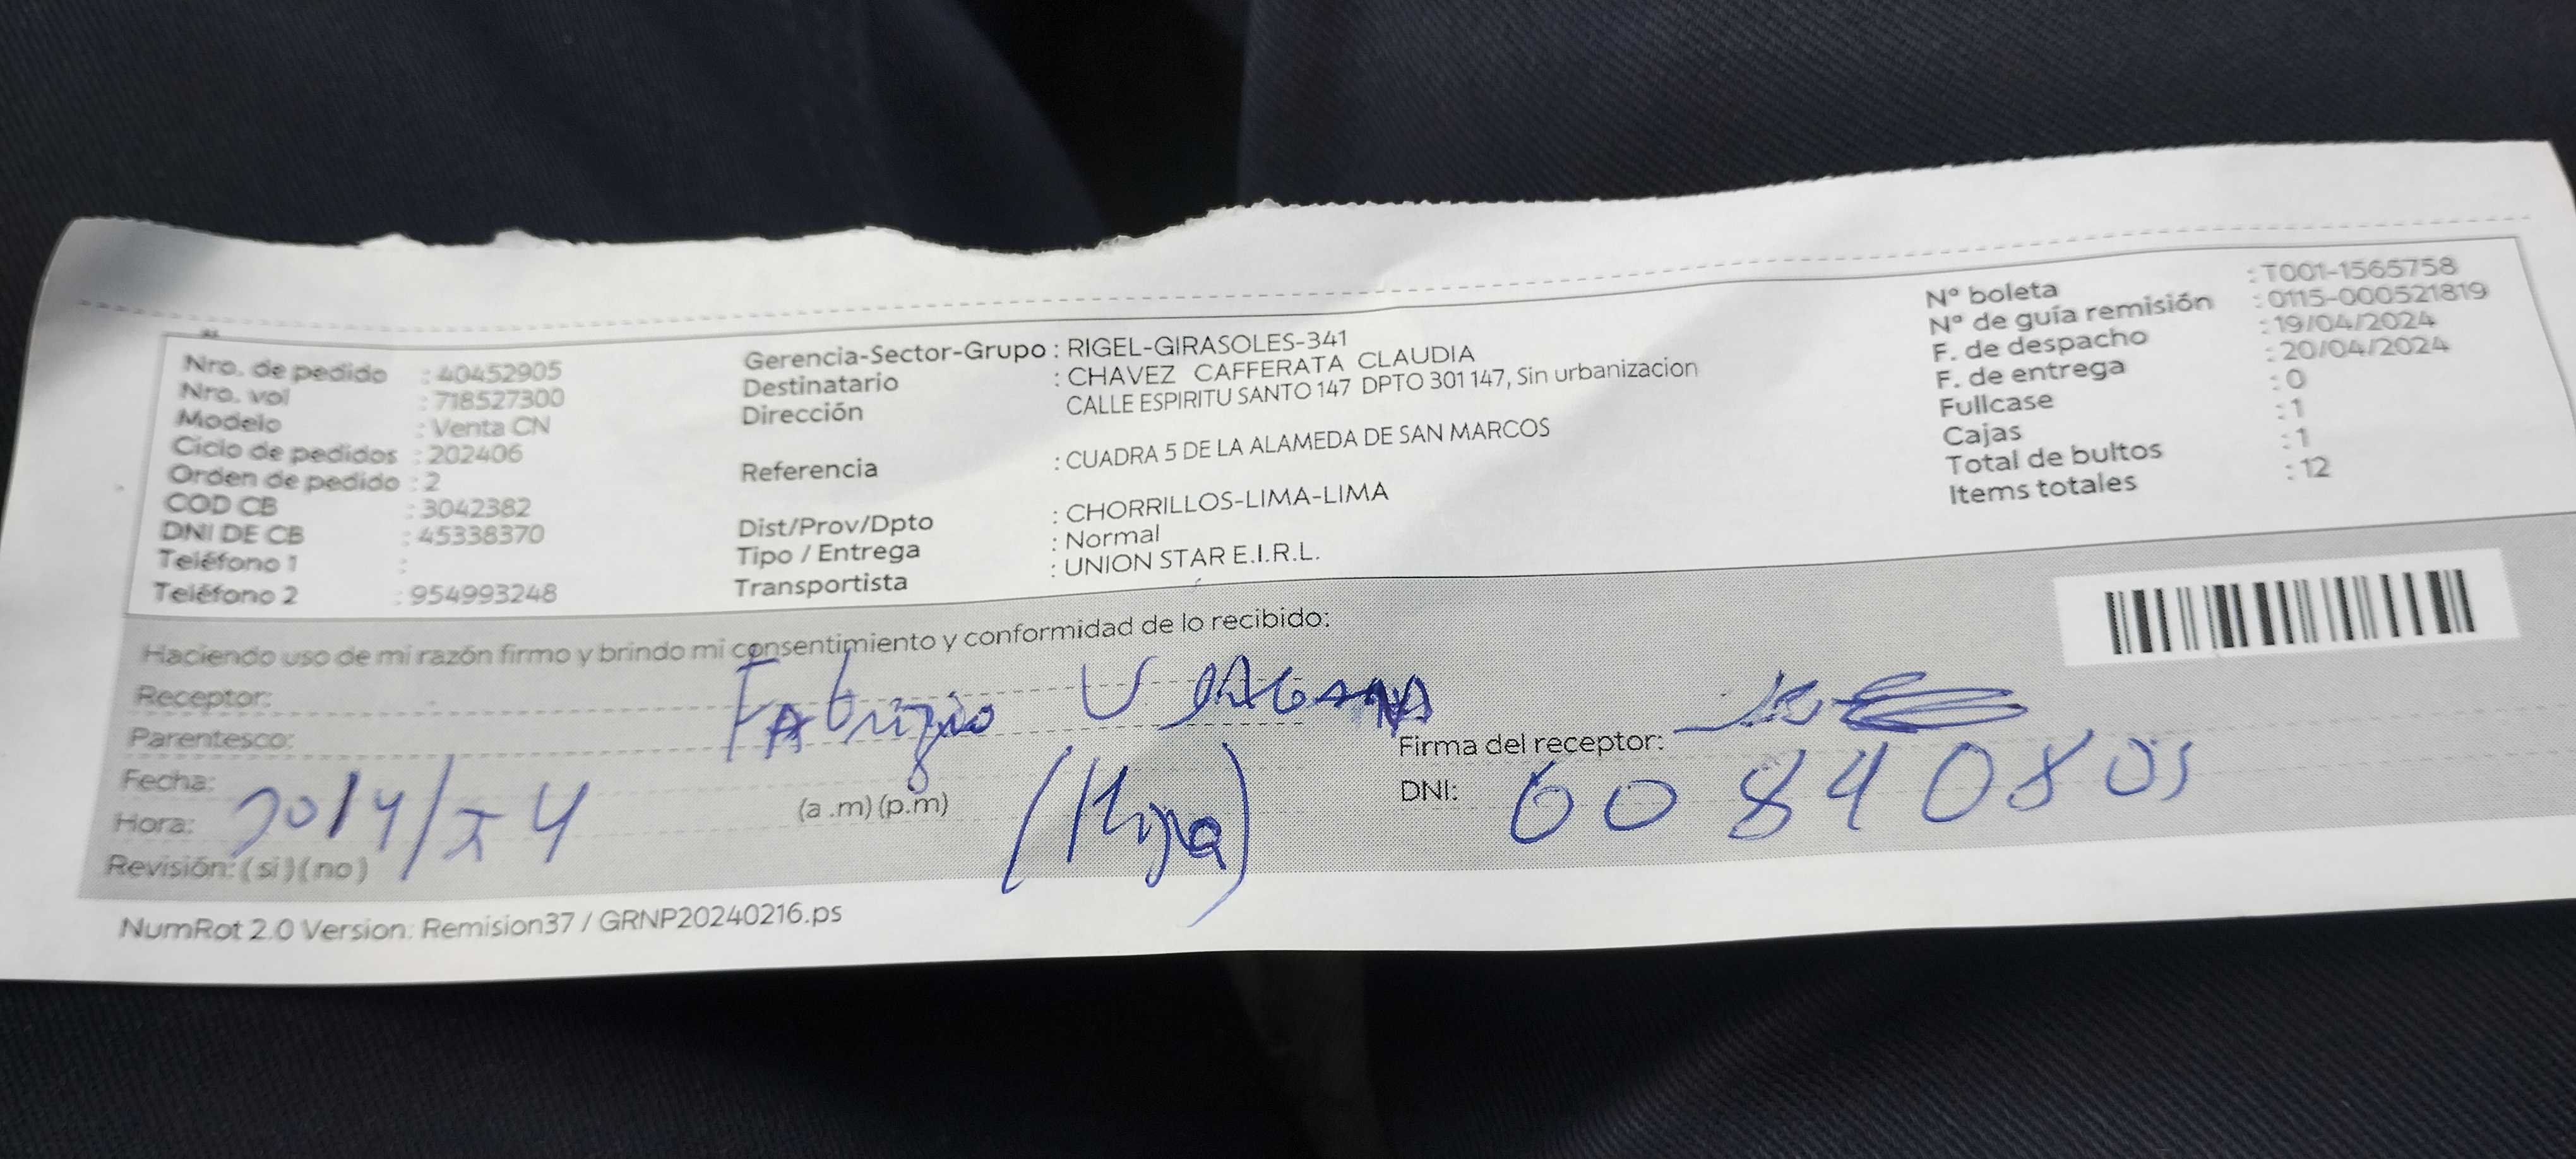 Nro. de pedido : 40452905
Nro. vol : 718527300
Modelo : Venta CN
Ciclo de pedidos : 202406
Orden de pedido : 2
COD CB : 3042382
DNI DE CB : 45338370
Teléfono 1 :
Teléfono 2 : 954993248
Gerencia-Sector-Grupo : RIGEL-GIRASOLES-341
Destinatario : CHAVEZ CAFFERATA CLAUDIA
Dirección CALLE ESPIRITU SANTO 147 DPTO 301 147, Sin urbanizacion
Referencia : CUADRA 5 DE LA ALAMEDA DE SAN MARCOS
Dist/Prov/Dpto : CHORRILLOS-LIMA-LIMA
Tipo / Entrega : Normal
Transportista : UNION STAR E.I.R.L.
N° boleta : T001-1565758
N° de guía remisión : 0115-000521819
F. de despacho : 19/04/2024
F. de entrega : 20/04/2024
Fullcase : 0
Cajas : 1
Total de bultos : 1
Items totales : 12
Haciendo uso de mi razón firmo y brindo mi consentimiento y conformidad de lo recibido:
Receptor: Fabrizio
Parentesco:
Fecha: 20/4/24
Hora: (a .m) (p.m)
Revisión: (si) (no)
Firma del receptor:
DNI:
NumRot 2.0 Version: Remision37 / GRNP20240216.ps